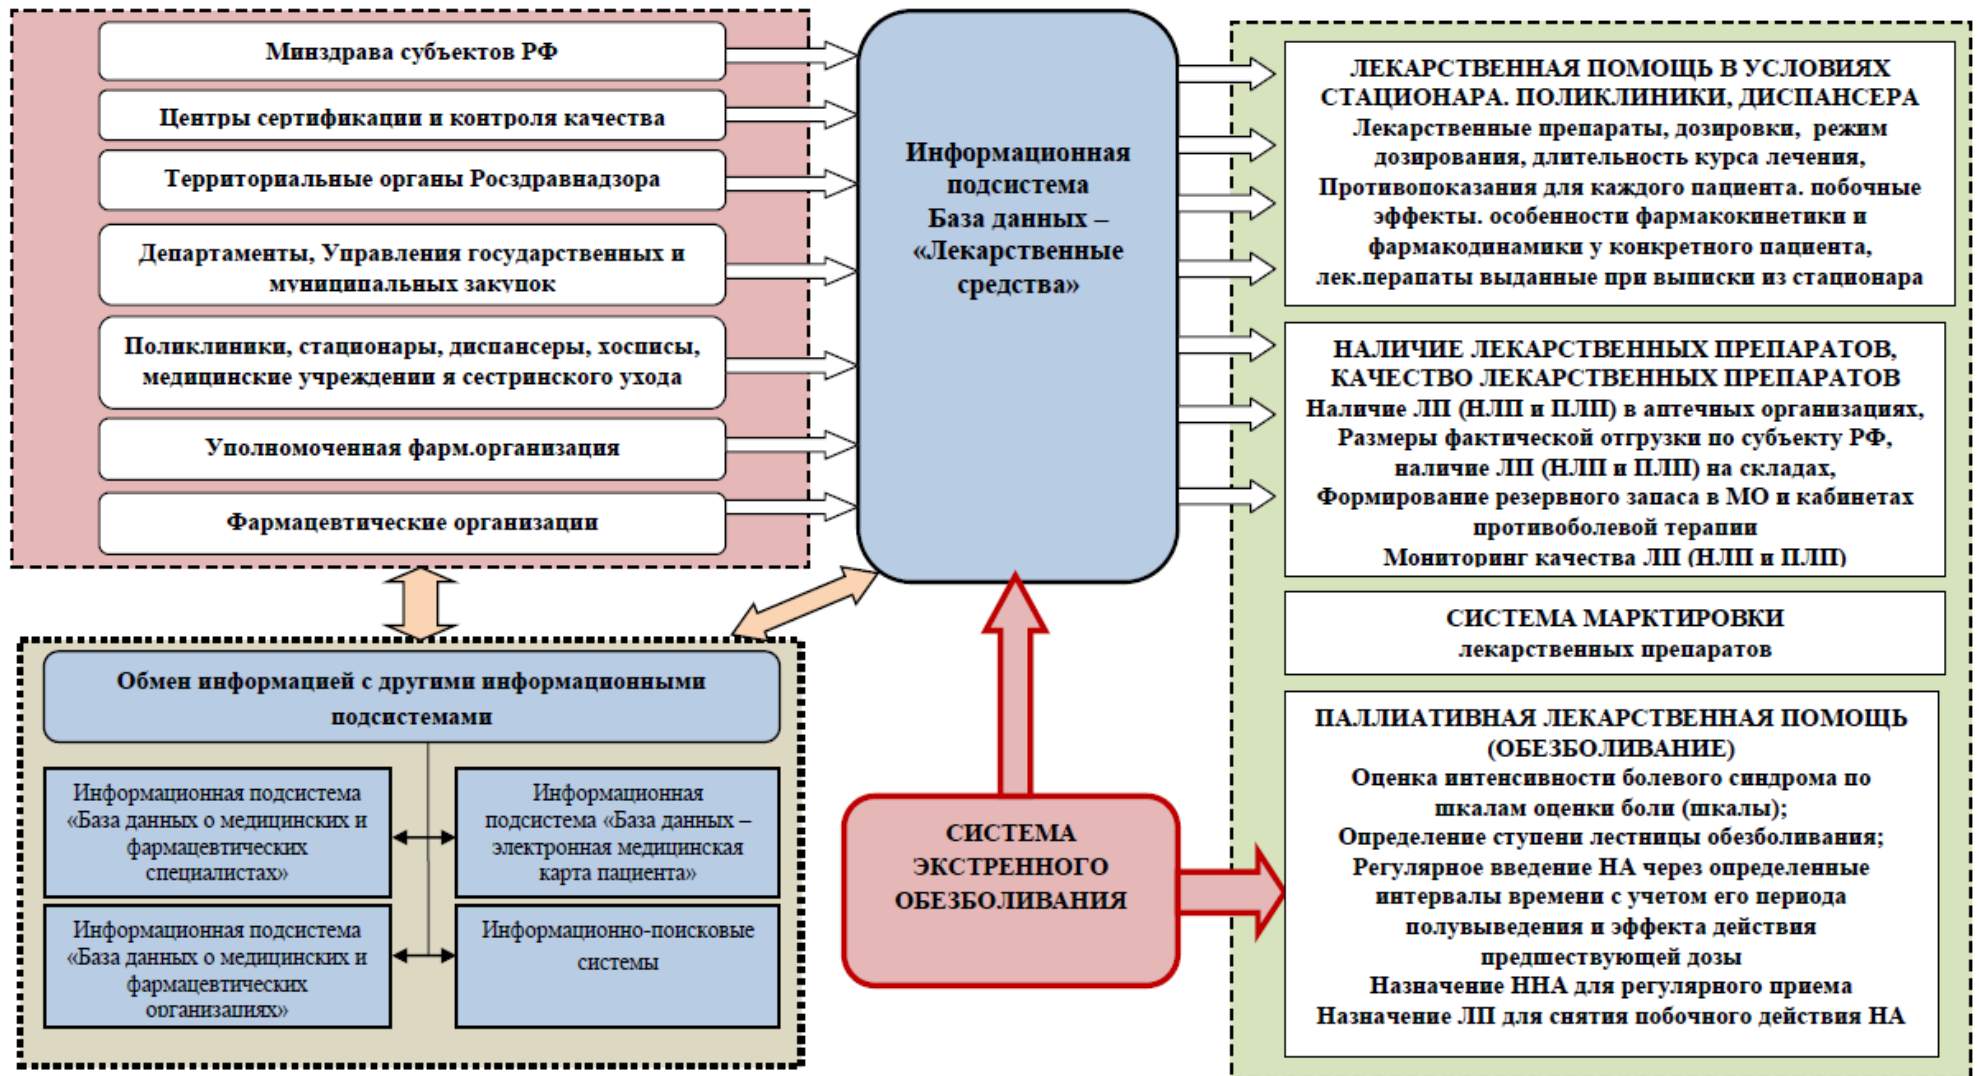 Минздрава субъектов РФ
Центры сертификации и контроля качества
Территориальные органы Росздравнадзора
Департаменты, Управления государственных и
муниципальных закупок
Поликлиники, стационары, диспансеры, хосписы,
медицинские учреждении я сестринского ухода
Уполномоченная фарм.организация
Фармацевтические организации
Информационная
подсистема
База данных –
«Лекарственные
средства»
ЛЕКАРСТВЕННАЯ ПОМОЩЬ В УСЛОВИЯХ
СТАЦИОНАРА. ПОЛИКЛИНИКИ, ДИСПАНСЕРА
Лекарственные препараты, дозировки, режим
дозирования, длительность курса лечения,
Противопоказания для каждого пациента. побочные
эффекты. особенности фармакокинетики и
фармакодинамики у конкретного пациента,
лек.перапаты выданные при выписки из стационара
НАЛИЧИЕ ЛЕКАРСТВЕННЫХ ПРЕПАРАТОВ,
КАЧЕСТВО ЛЕКАРСТВЕННЫХ ПРЕПАРАТОВ
Наличие ЛП (НЛП и ПЛП) в аптечных организациях,
Размеры фактической отгрузки по субъекту РФ,
наличие ЛП (НЛП и ПЛП) на складах,
Формирование резервного запаса в МО и кабинетах
противоболевой терапии
Мониторинг качества ЛП (НЛП и ПЛП)
СИСТЕМА МАРКТИРОВКИ
лекарственных препаратов
ПАЛЛИАТИВНАЯ ЛЕКАРСТВЕННАЯ ПОМОЩЬ
(ОБЕЗБОЛИВАНИЕ)
Оценка интенсивности болевого синдрома по
шкалам оценки боли (шкалы);
Определение ступени лестницы обезболивания;
Регулярное введение НА через определенные
интервалы времени с учетом его периода
полувыведения и эффекта действия
предшествующей дозы
Назначение ННА для регулярного приема
Назначение ЛП для снятия побочного действия НА
Обмен информацией с другими информационными
подсистемами
Информационная подсистема
«База данных о медицинских и
фармацевтических
специалистах»
Информационная
подсистема «База данных –
электронная медицинская
карта пациента»
Информационная подсистема
«База данных о медицинских и
фармацевтических
организациях»
Информационно-поисковые
системы
СИСТЕМА
ЭКСТРЕННОГО
ОБЕЗБОЛИВАНИЯ